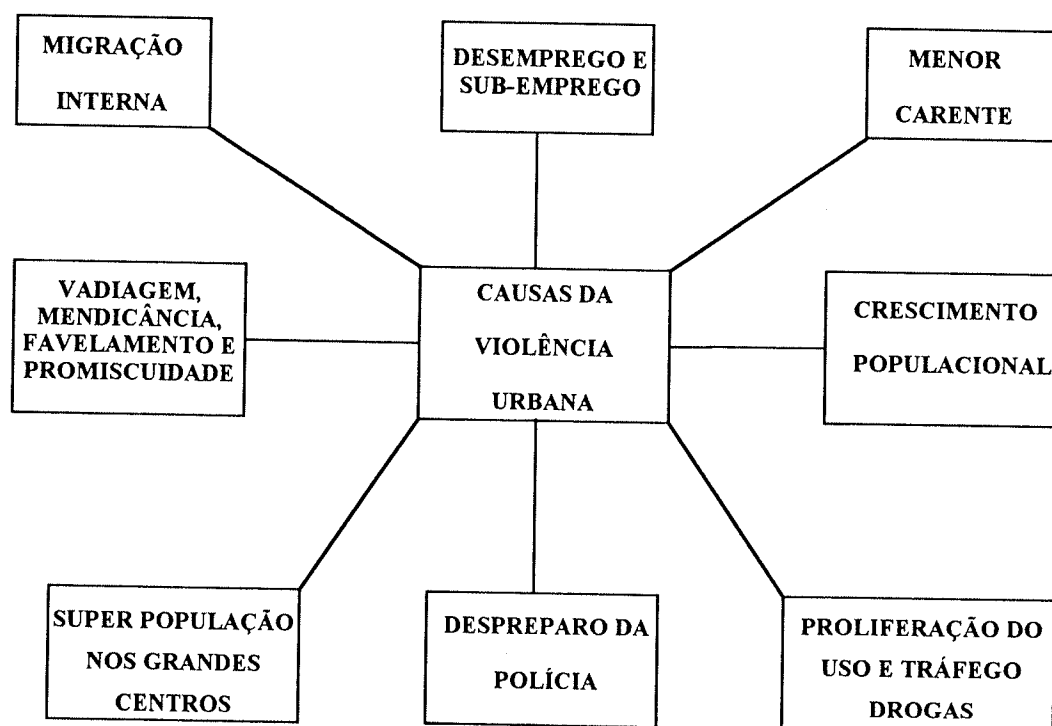 MIGRAÇÃO
INTERNA
DESEMPREGO E
SUB-EMPREGO
MENOR
CARENTE
VADIAGEM,
MENDICÂNCIA,
FAVELAMENTO E
PROMISCUIDADE
CAUSAS DA
VIOLÊNCIA
URBANA
CRESCIMENTO
POPULACIONAL
SUPER POPULAÇÃO
NOS GRANDES
CENTROS
DESPREPARO DA
POLÍCIA
PROLIFERAÇÃO DO
USO E TRÁFEGO
DROGAS